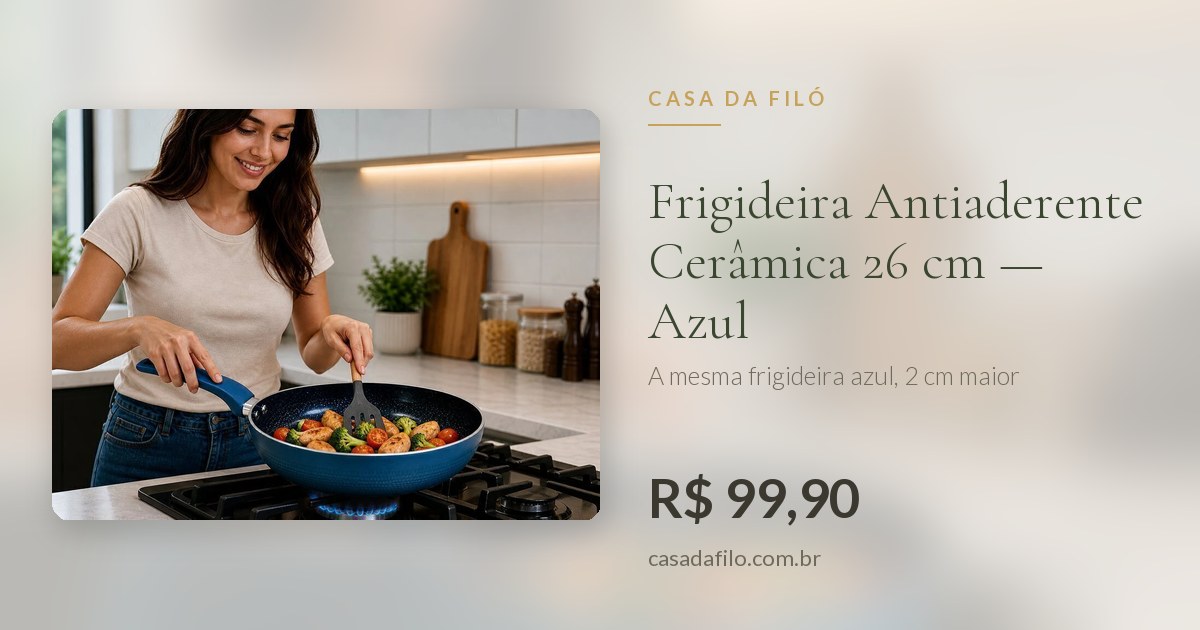 CASA DA FILÓ
Frigideira Antiaderente
Cerâmica 26 cm —
Azul
A mesma frigideira azul, 2 cm maior
R$ 99,90
casadafilo.com.br